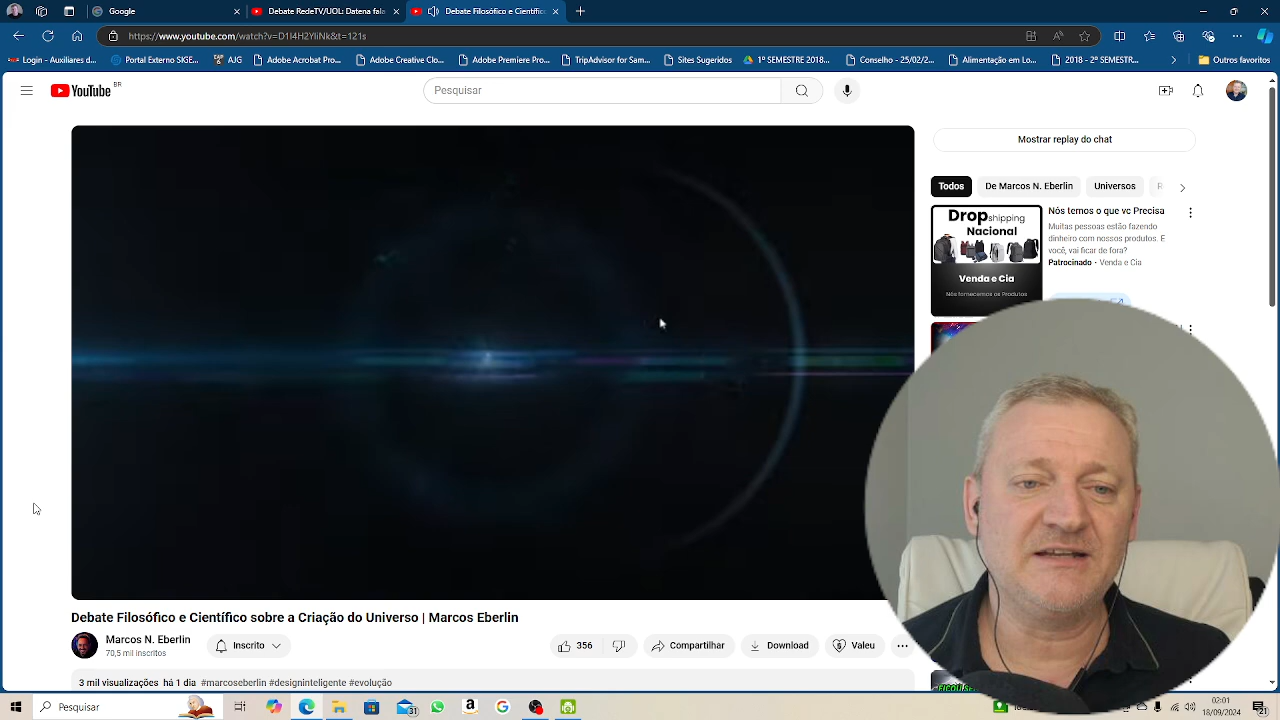 Google
Debate RedeTV/UOL: Datena fala
Debate Filosófico e Científico
https://www.youtube.com/watch?v=D1I4H2YIiNk&t=121s
Login - Auxiliares d...
Portal Externo SKGE...
AJG
Adobe Acrobat Pro...
Adobe Creative Clo...
Adobe Premiere Pro...
TripAdvisor for Sam...
Sites Sugeridos
1º SEMESTRE 2018...
Conselho - 25/02/2...
Alimentação em Lo...
2018 - 2º SEMESTR...
Outros favoritos
YouTube BR
Pesquisar
Mostrar replay do chat
Todos
De Marcos N. Eberlin
Universos
Dropshipping
Nacional
Venda e Cia
Nós fornecemos os Produtos
Nós temos o que vc Precisa
Muitas pessoas estão fazendo
dinheiro com nossos produtos. E
você, vai ficar de fora?
Patrocinado · Venda e Cia
Debate Filosófico e Científico sobre a Criação do Universo | Marcos Eberlin
Marcos N. Eberlin
70,5 mil inscritos
Inscrito
356
Compartilhar
Download
Valeu
3 mil visualizações há 1 dia #marcoseberlin #designinteligente #evolução
Pesquisar
02:01
18/09/2024